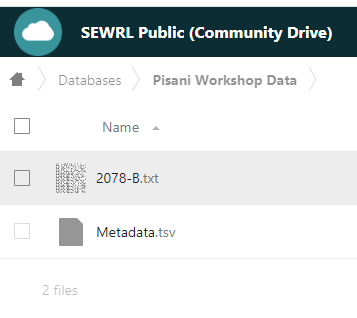 SEWRL Public (Community Drive)
Databases Pisani Workshop Data
Name
2078-B.txt
Metadata.tsv
2 files